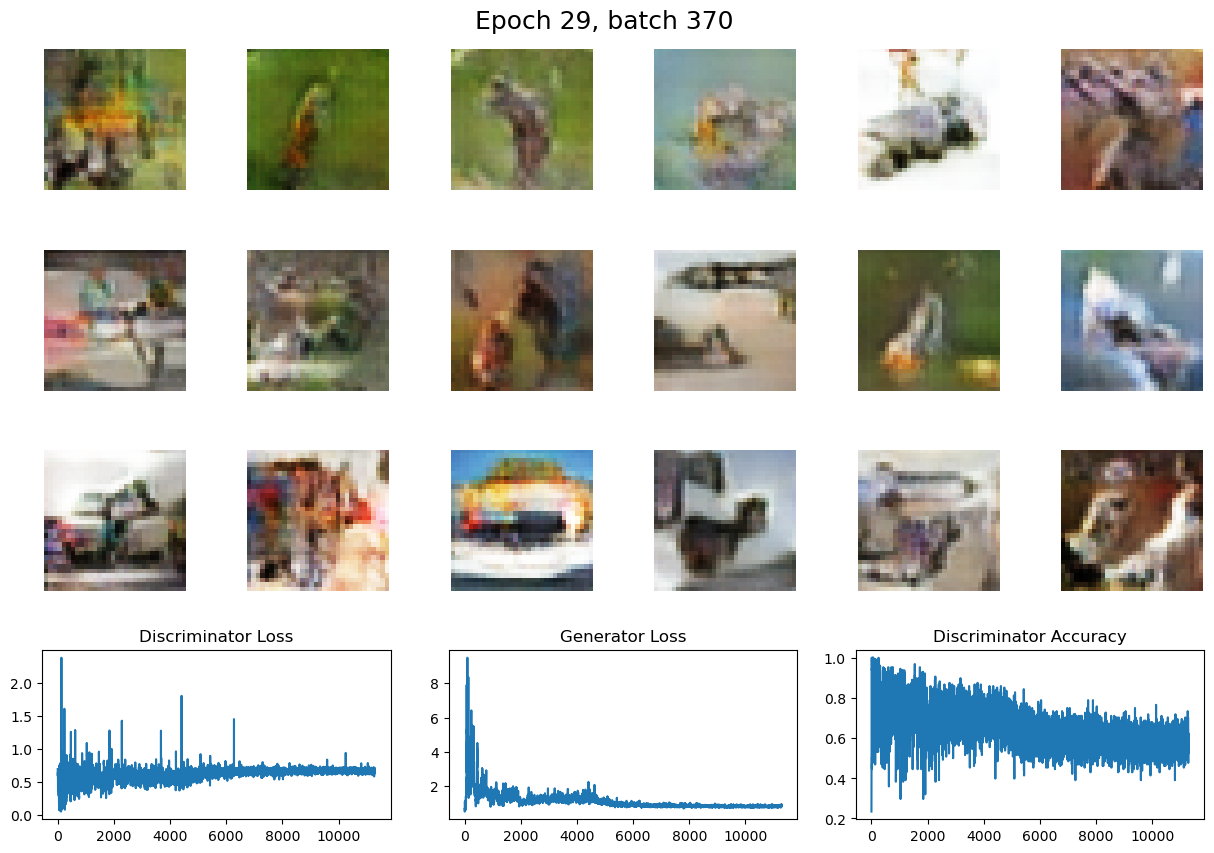 Epoch 29, batch 370
Discriminator Loss
Generator Loss
Discriminator Accuracy
2.0
1.5
1.0
0.5
0.0
0 2000 4000 6000 8000 10000
8
6
4
2
0 2000 4000 6000 8000 10000
1.0
0.8
0.6
0.4
0.2
0 2000 4000 6000 8000 10000